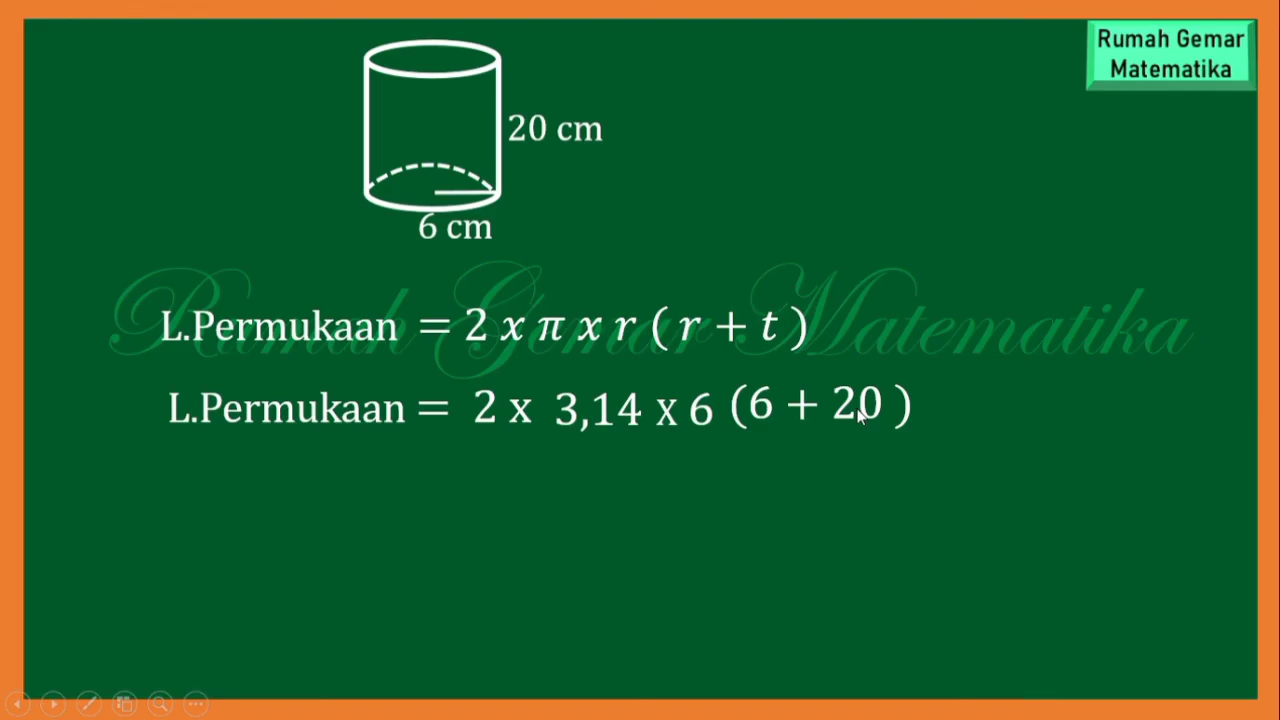 Rumah Gemar
Matematika
20 cm
6 cm
Rumah Gemar Matematika
L.Permukaan = 2 x π x r ( r + t )
L.Permukaan = 2 x 3,14 x 6 (6 + 20 )